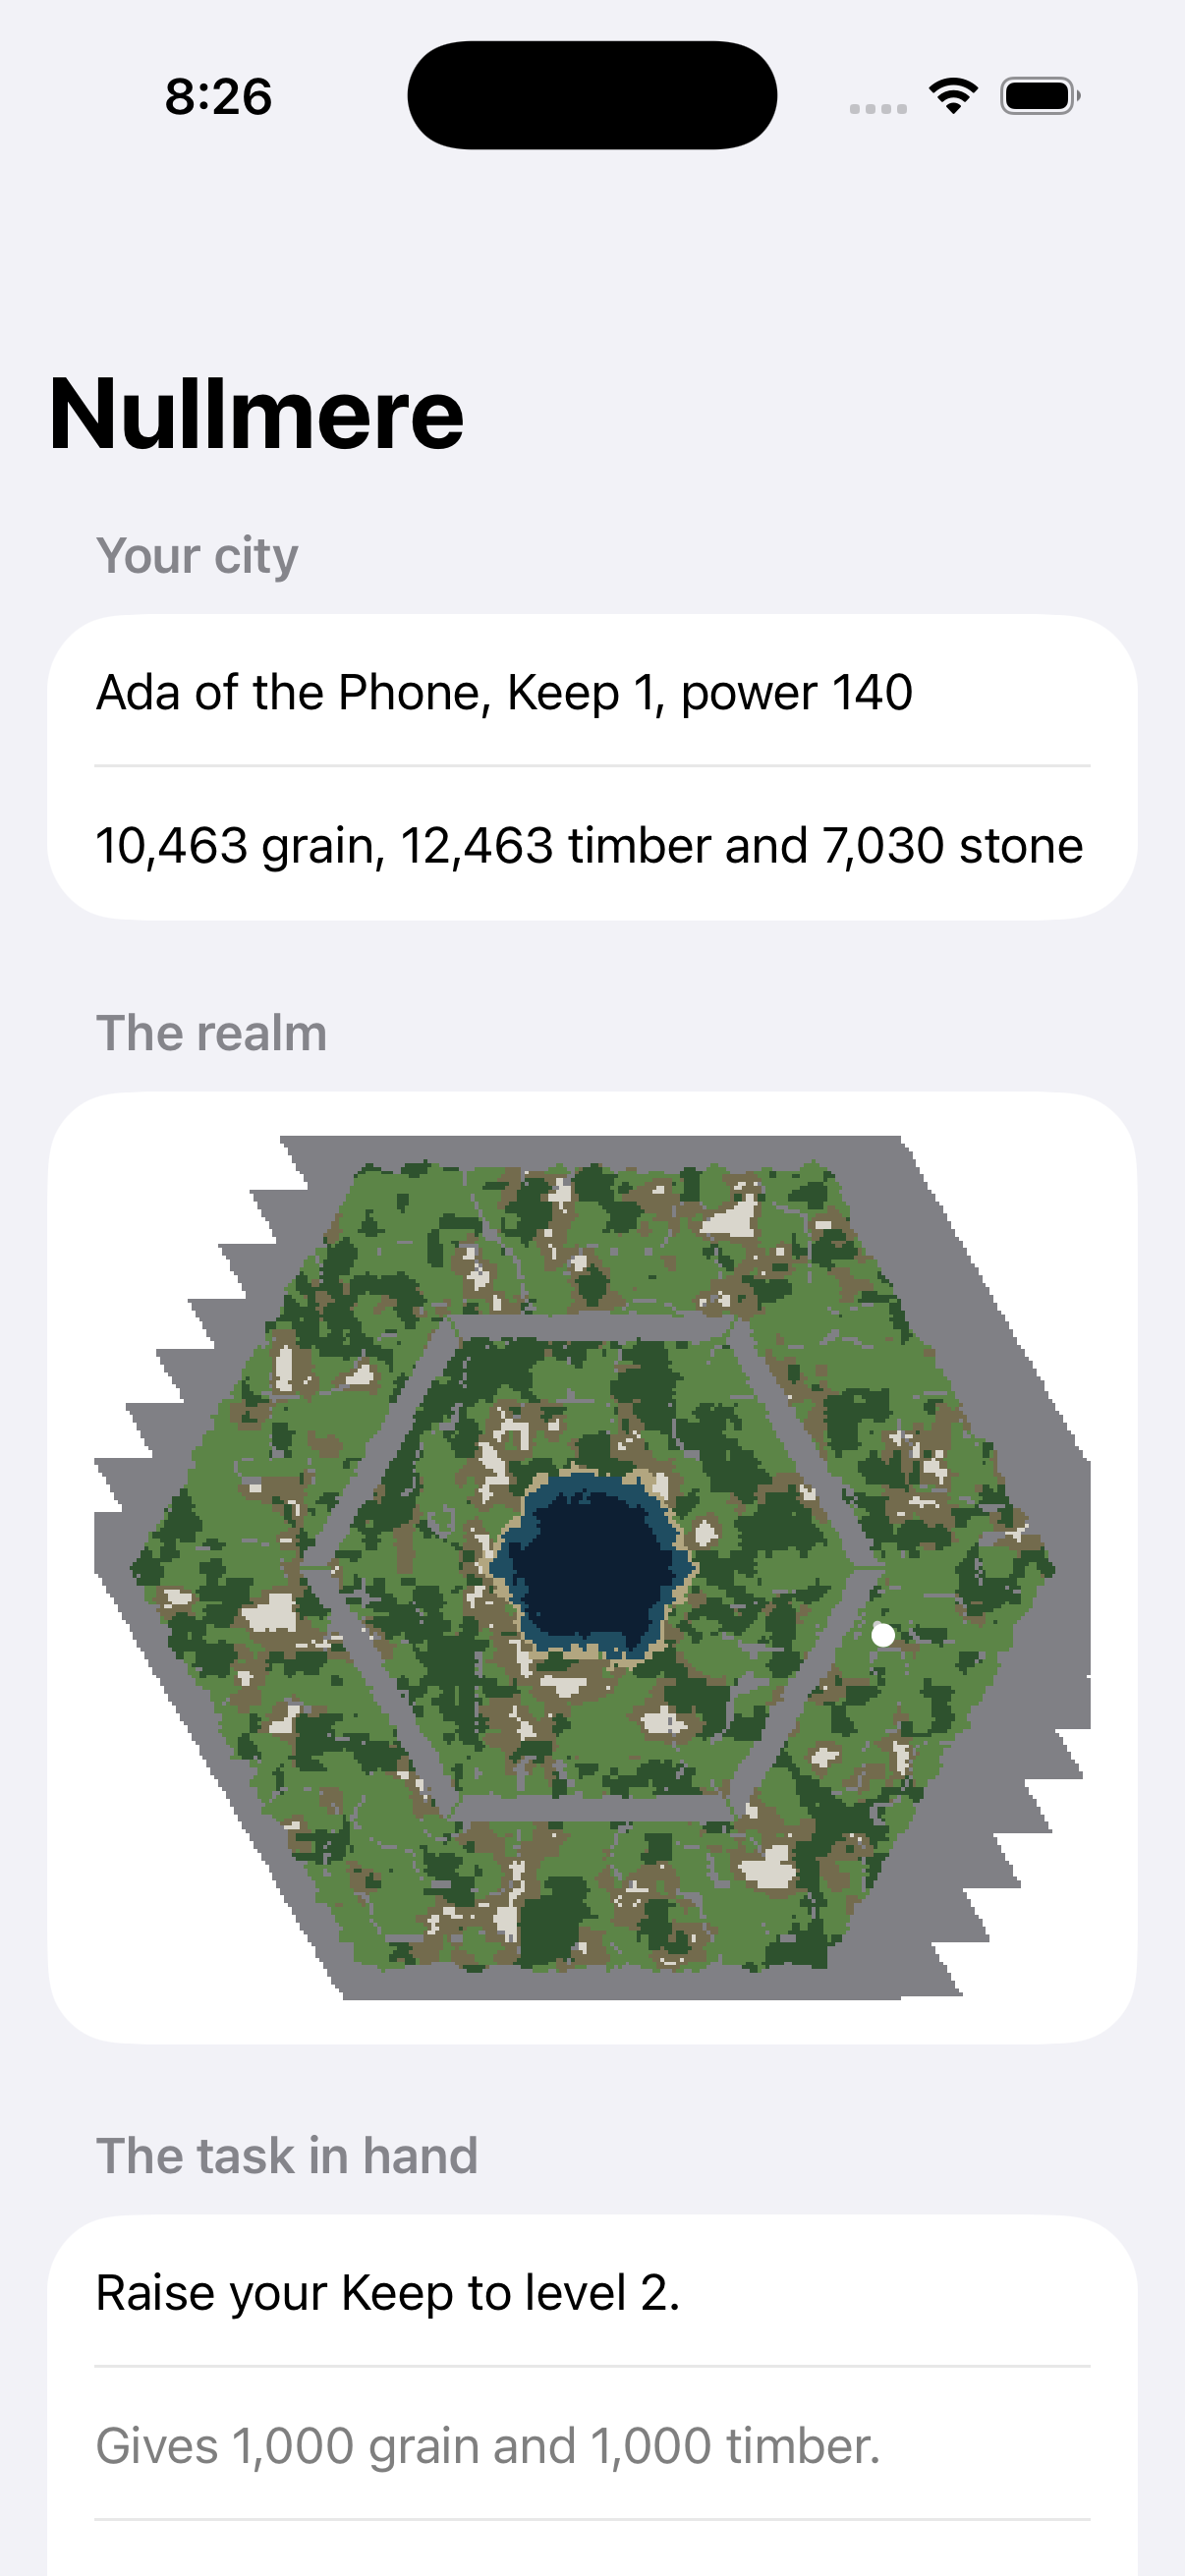 8:26
Nullmere
Your city
Ada of the Phone, Keep 1, power 140
10,463 grain, 12,463 timber and 7,030 stone
The realm
The task in hand
Raise your Keep to level 2.
Gives 1,000 grain and 1,000 timber.